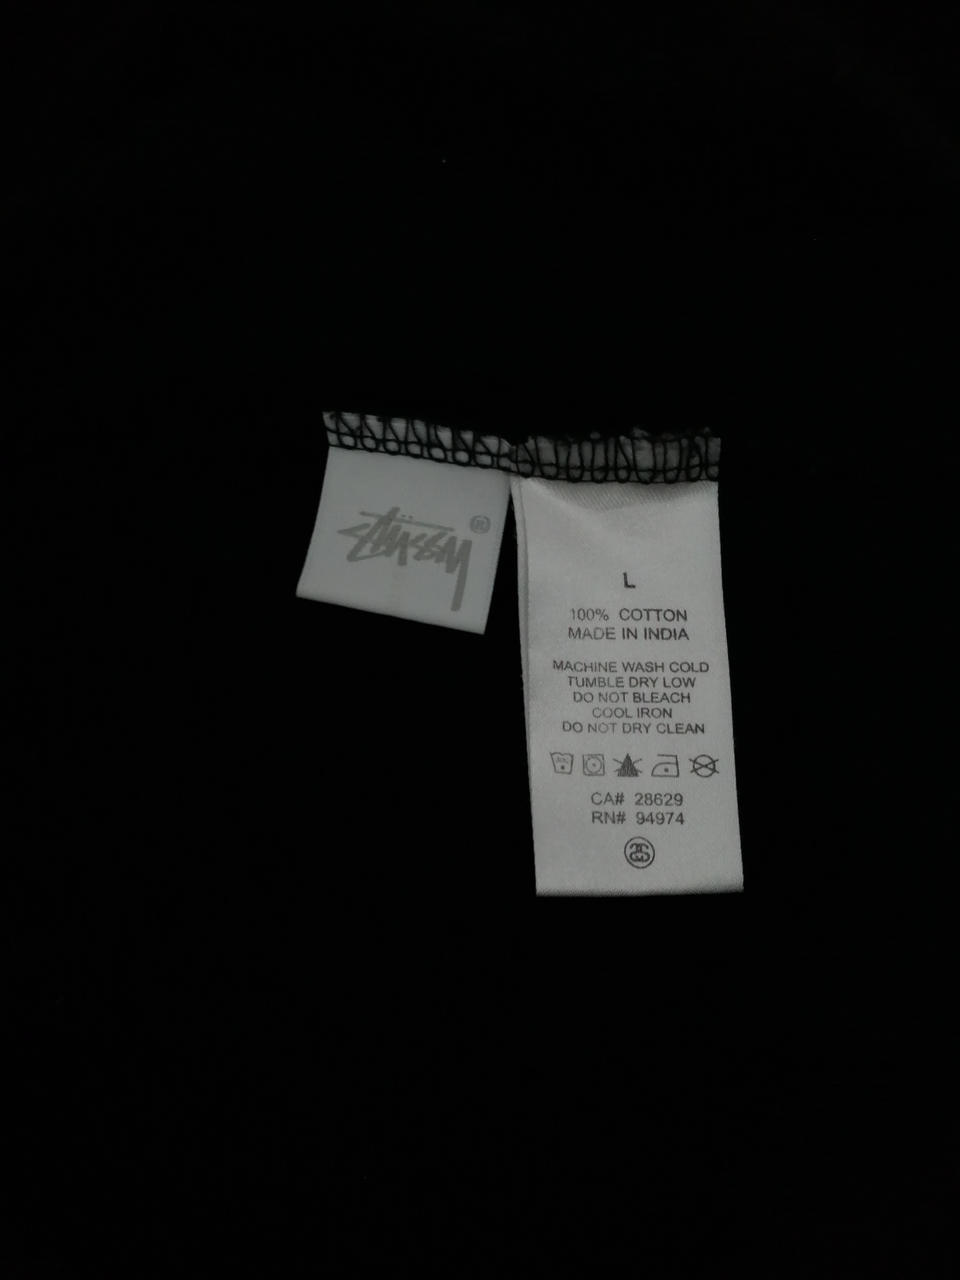 STÜSSY ®
L
100% COTTON
MADE IN INDIA
MACHINE WASH COLD
TUMBLE DRY LOW
DO NOT BLEACH
COOL IRON
DO NOT DRY CLEAN
CA# 28629
RN# 94974